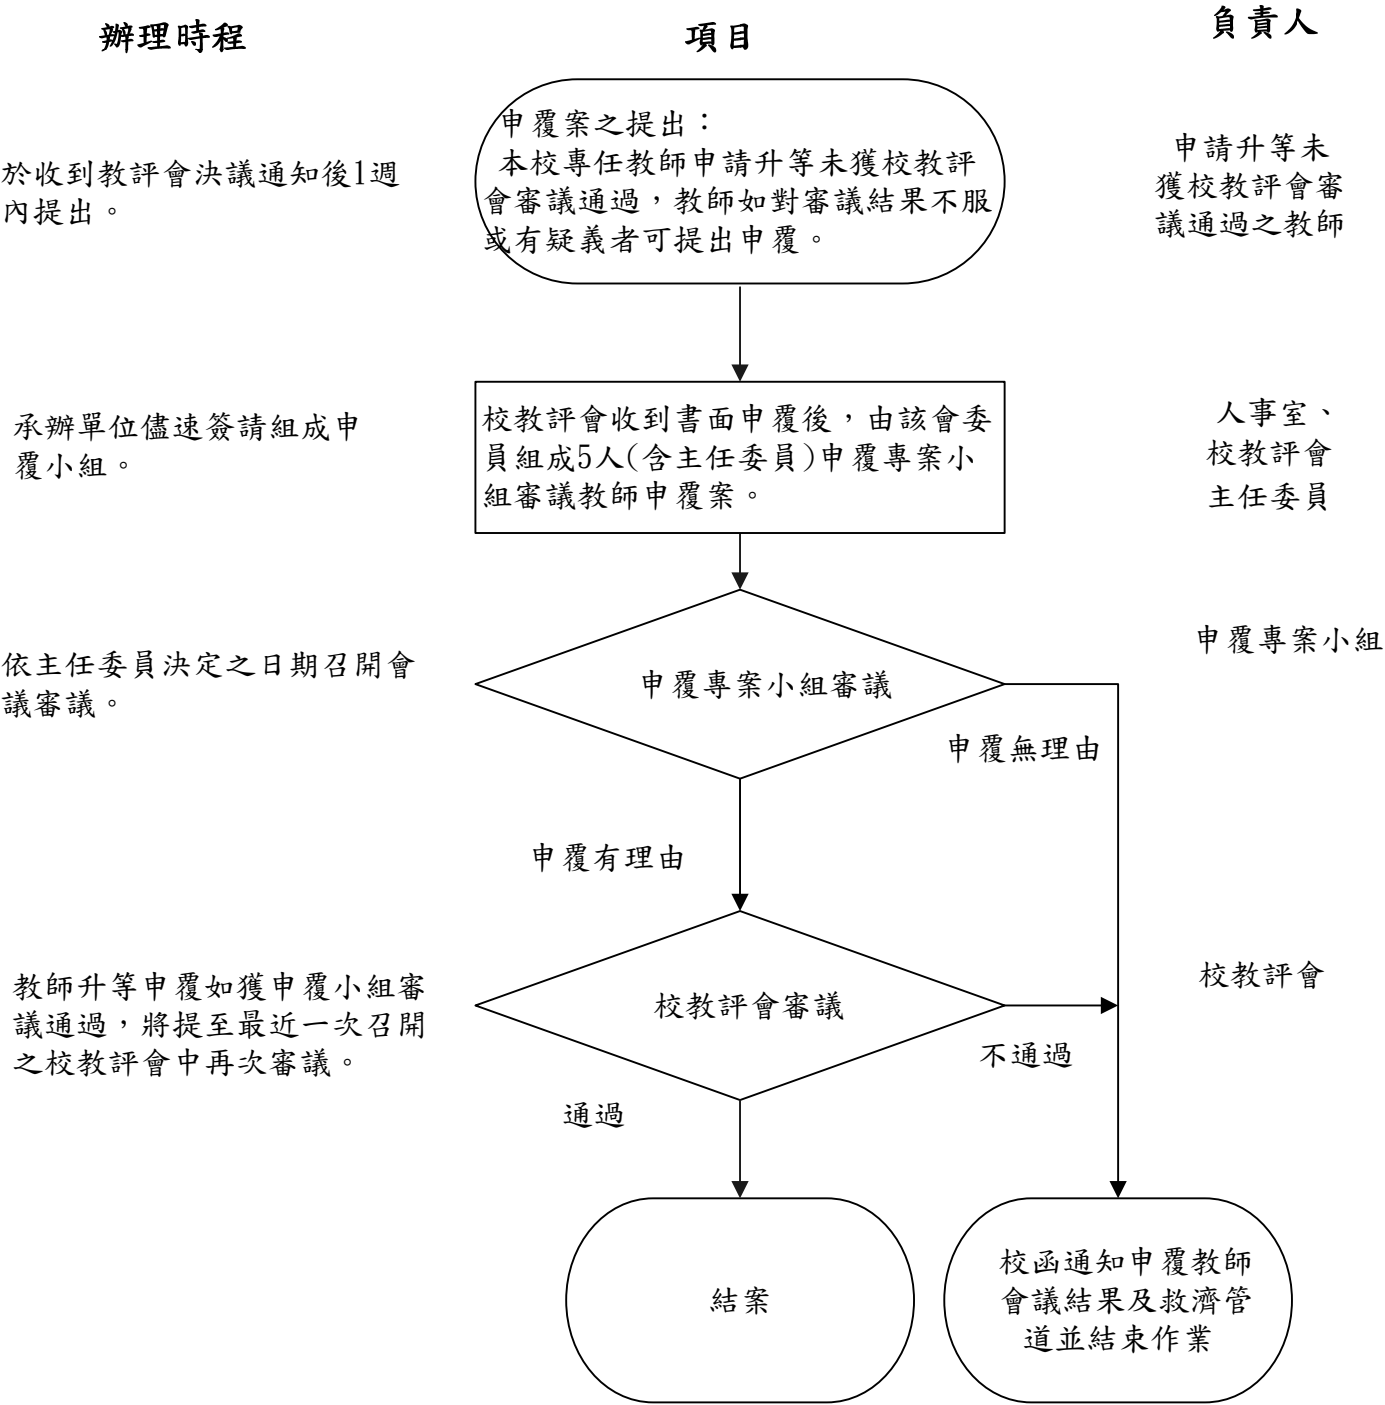 辦理時程
項目
負責人
於收到教評會決議通知後1週
內提出。
申覆案之提出：
本校專任教師申請升等未獲校教評
會審議通過，教師如對審議結果不服
或有疑義者可提出申覆。
申請升等未
獲校教評會審
議通過之教師
承辦單位儘速簽請組成申
覆小組。
校教評會收到書面申覆後，由該會委
員組成5人(含主任委員)申覆專案小
組審議教師申覆案。
人事室、
校教評會
主任委員
依主任委員決定之日期召開會
議審議。
申覆專案小組審議
申覆專案小組
申覆無理由
申覆有理由
教師升等申覆如獲申覆小組審
議通過，將提至最近一次召開
之校教評會中再次審議。
校教評會審議
校教評會
不通過
通過
結案
校函通知申覆教師
會議結果及救濟管
道並結束作業